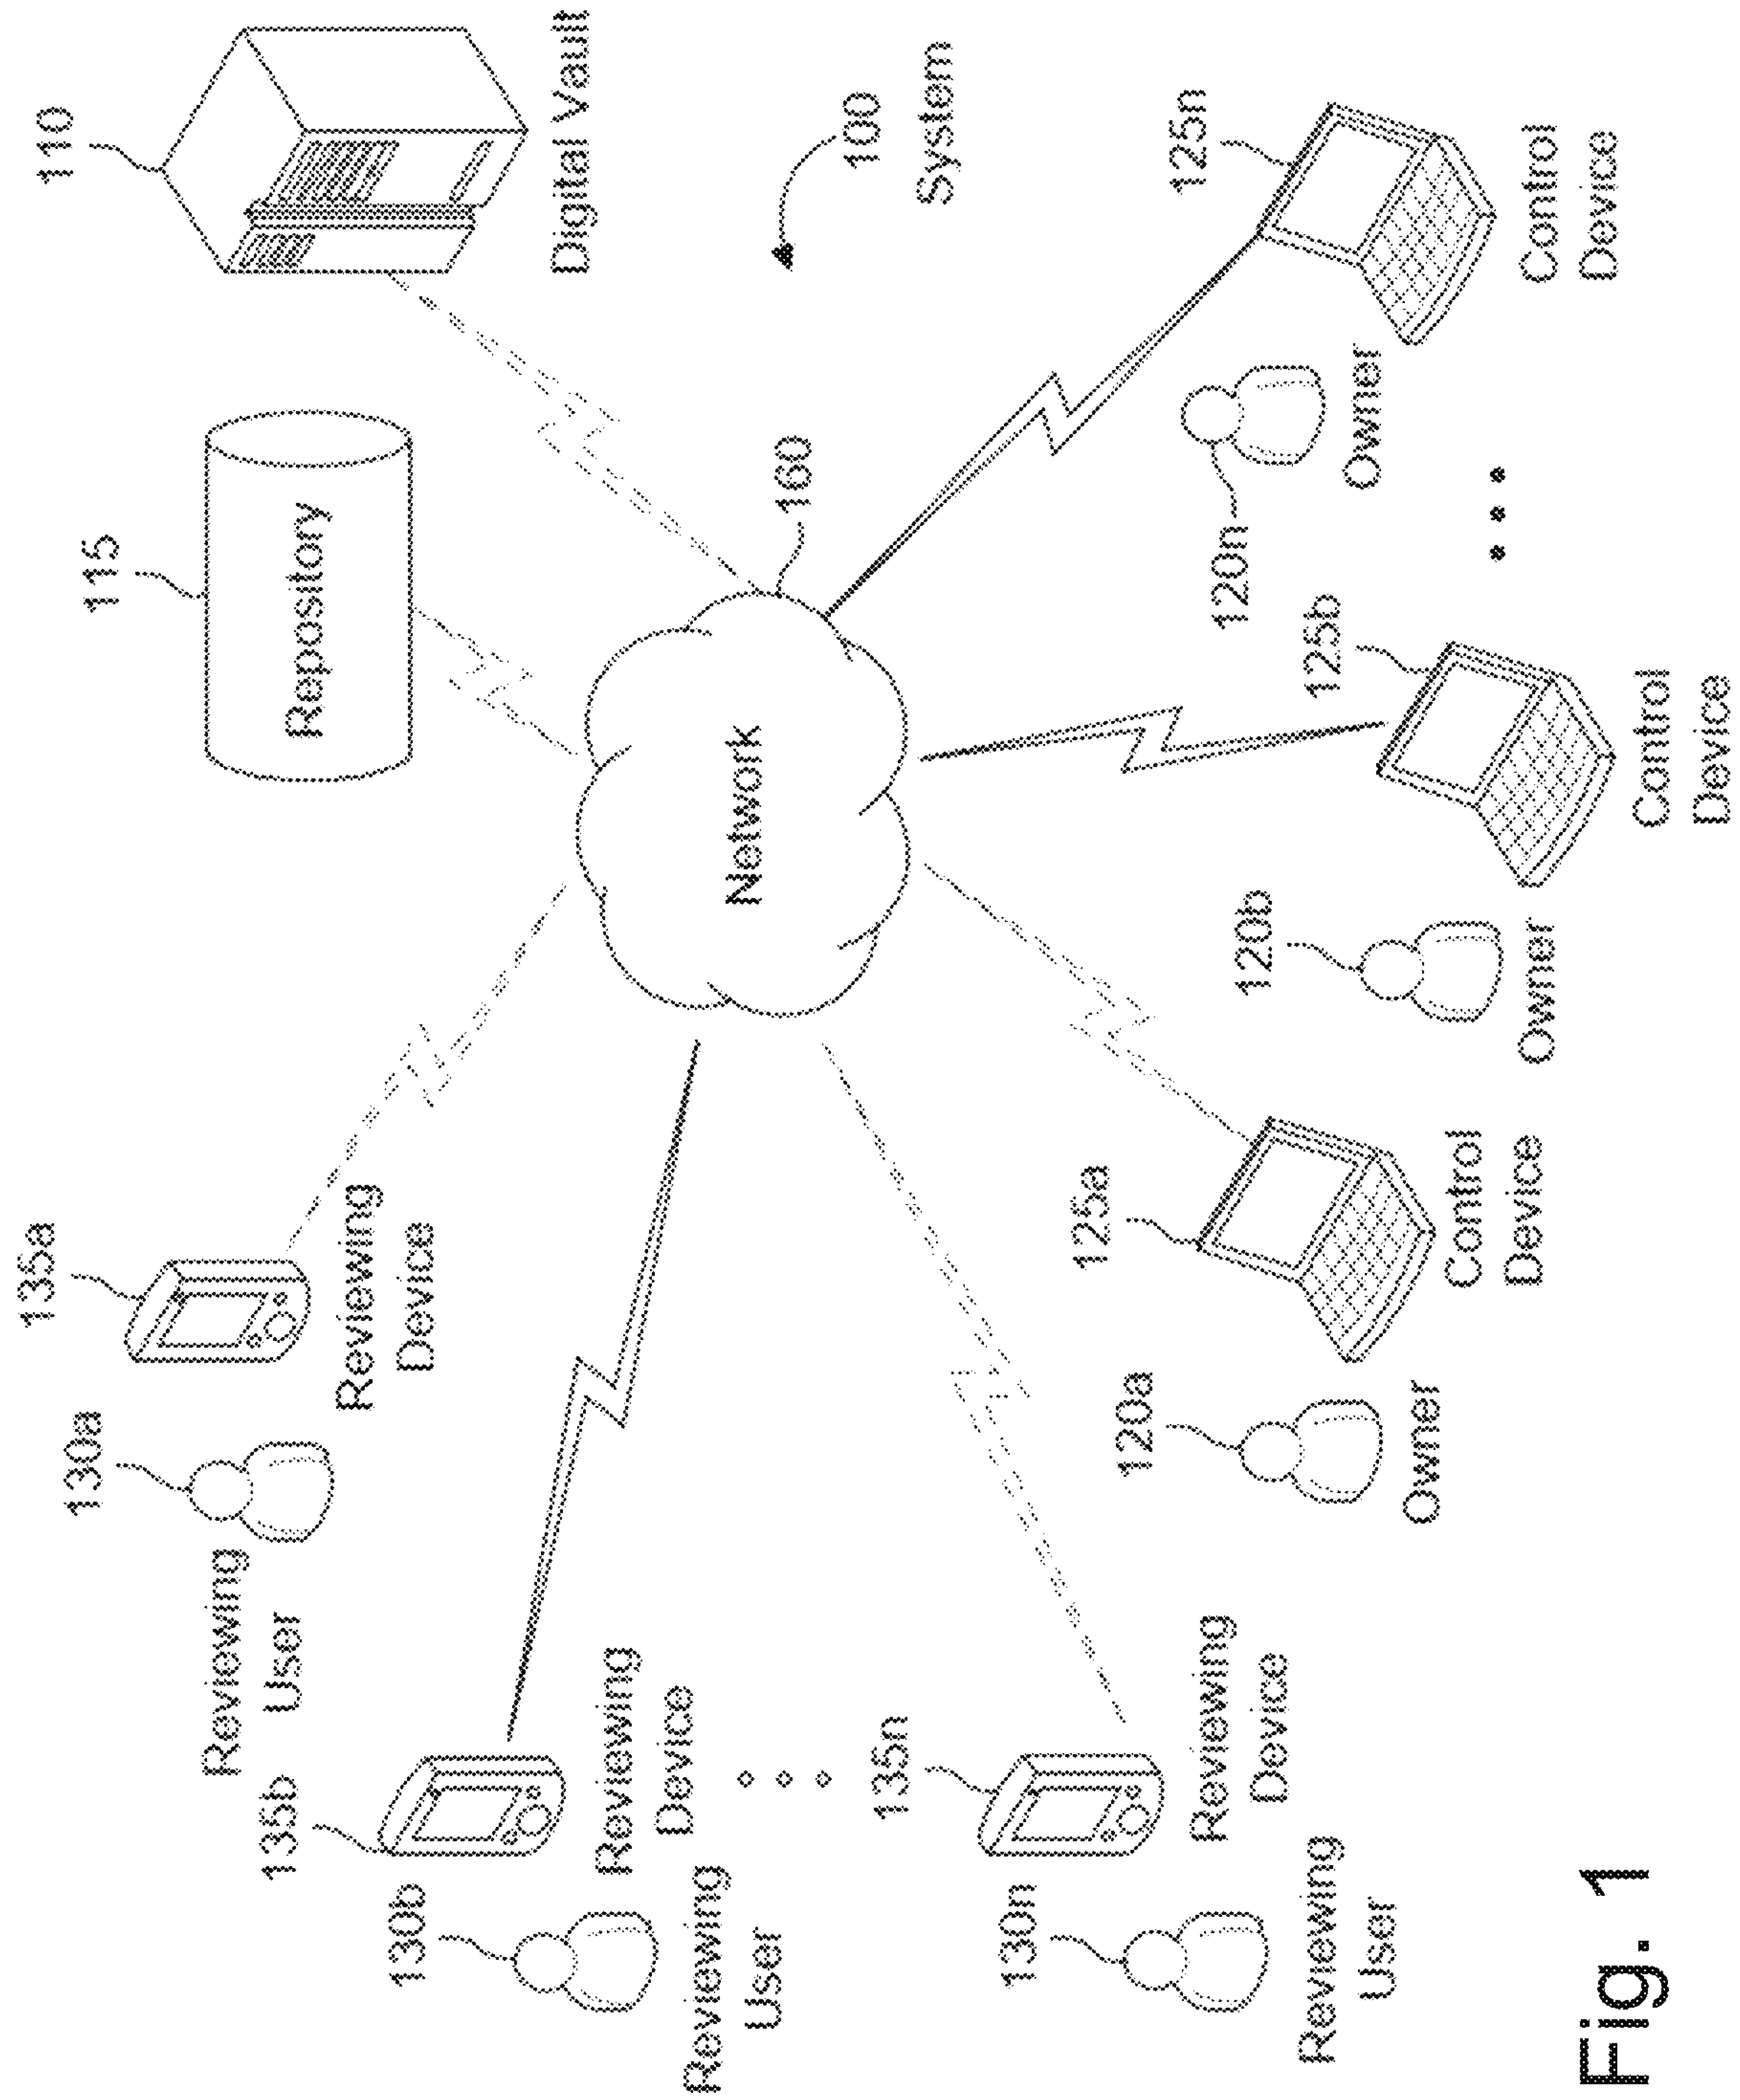 135a
130a
Reviewing
User
Reviewing
Device
115
Repository
110
Digital Vault
135b
130b
Reviewing
Device
Reviewing
User
Network
160
100
System
135n
130n
Reviewing
Device
Reviewing
User
125a
120a
Control
Device
Owner
125b
120b
Control
Device
Owner
125n
120n
Owner
Control
Device
Fig. 1